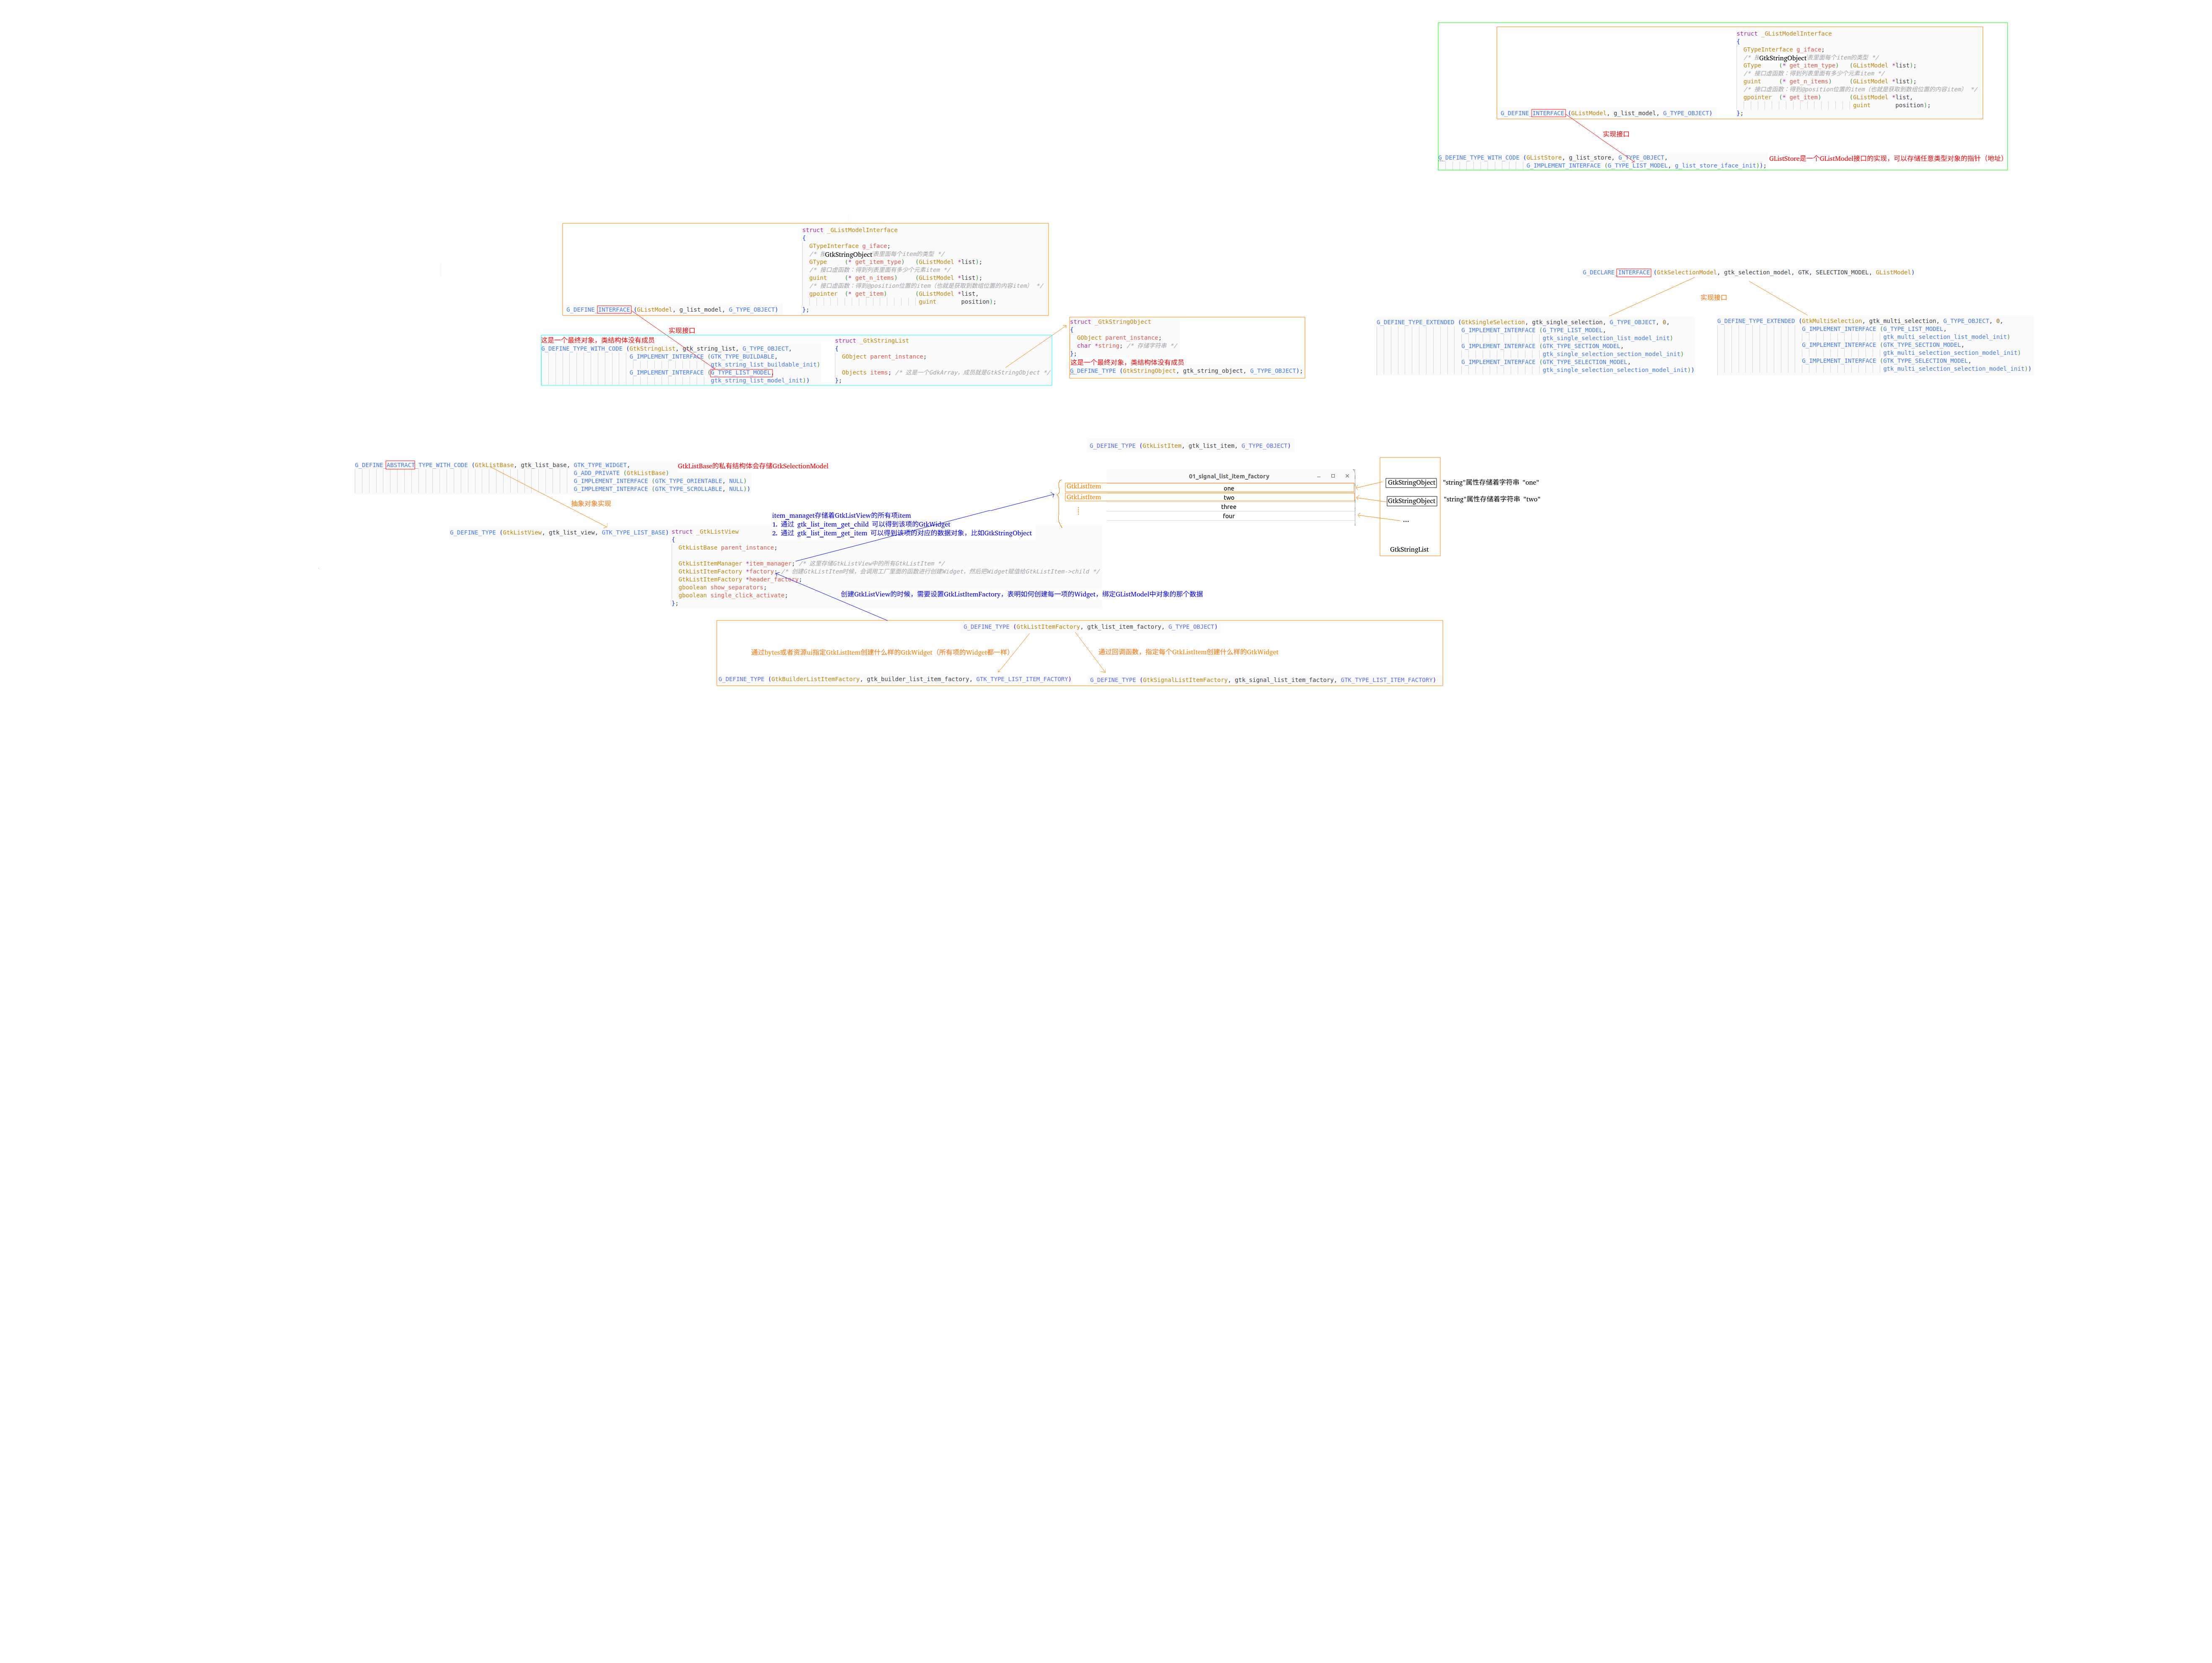 struct _GListModelInterface
{
GTypeInterface g_iface;
/* 得GtkStringObject表里面每个item的类型 */
GType (* get_item_type) (GListModel *list);
/* 接口虚函数：得到列表里面有多少个元素item */
guint (* get_n_items) (GListModel *list);
/* 接口虚函数：得到@position位置的item（也就是获取到数组位置的内容item） */
gpointer (* get_item) (GListModel *list,
guint position);
};
G_DEFINE INTERFACE (GListModel, g_list_model, G_TYPE_OBJECT)
实现接口
G_DEFINE_TYPE_WITH_CODE (GListStore, g_list_store, G_TYPE_OBJECT,
G_IMPLEMENT_INTERFACE (G_TYPE_LIST_MODEL, g_list_store_iface_init));
GListStore是一个GListModel接口的实现，可以存储任意类型对象的指针（地址）
struct _GListModelInterface
{
GTypeInterface g_iface;
/* 得GtkStringObject表里面每个item的类型 */
GType (* get_item_type) (GListModel *list);
/* 接口虚函数：得到列表里面有多少个元素item */
guint (* get_n_items) (GListModel *list);
/* 接口虚函数：得到@position位置的item（也就是获取到数组位置的内容item） */
gpointer (* get_item) (GListModel *list,
guint position);
};
G_DEFINE INTERFACE (GListModel, g_list_model, G_TYPE_OBJECT)
实现接口
这是一个最终对象，类结构体没有成员
G_DEFINE_TYPE_WITH_CODE (GtkStringList, gtk_string_list, G_TYPE_OBJECT,
G_IMPLEMENT_INTERFACE (GTK_TYPE_BUILDABLE,
gtk_string_list_buildable_init)
G_IMPLEMENT_INTERFACE (G_TYPE_LIST_MODEL,
gtk_string_list_model_init))
struct _GtkStringList
{
GObject parent_instance;
Objects items; /* 这是一个GdkArray，成员就是GtkStringObject */
};
struct _GtkStringObject
{
GObject parent_instance;
char *string; /* 存储字符串 */
};
这是一个最终对象，类结构体没有成员
G_DEFINE_TYPE (GtkStringObject, gtk_string_object, G_TYPE_OBJECT);
G_DECLARE INTERFACE (GtkSelectionModel, gtk_selection_model, GTK, SELECTION_MODEL, GListModel)
实现接口
G_DEFINE_TYPE_EXTENDED (GtkSingleSelection, gtk_single_selection, G_TYPE_OBJECT, 0,
G_IMPLEMENT_INTERFACE (G_TYPE_LIST_MODEL,
gtk_single_selection_list_model_init)
G_IMPLEMENT_INTERFACE (GTK_TYPE_SECTION_MODEL,
gtk_single_selection_section_model_init)
G_IMPLEMENT_INTERFACE (GTK_TYPE_SELECTION_MODEL,
gtk_single_selection_selection_model_init))
G_DEFINE_TYPE_EXTENDED (GtkMultiSelection, gtk_multi_selection, G_TYPE_OBJECT, 0,
G_IMPLEMENT_INTERFACE (G_TYPE_LIST_MODEL,
gtk_multi_selection_list_model_init)
G_IMPLEMENT_INTERFACE (GTK_TYPE_SECTION_MODEL,
gtk_multi_selection_section_model_init)
G_IMPLEMENT_INTERFACE (GTK_TYPE_SELECTION_MODEL,
gtk_multi_selection_selection_model_init))
G_DEFINE_TYPE (GtkListItem, gtk_list_item, G_TYPE_OBJECT)
G_DEFINE ABSTRACT TYPE_WITH_CODE (GtkListBase, gtk_list_base, GTK_TYPE_WIDGET,
G_ADD_PRIVATE (GtkListBase)
G_IMPLEMENT_INTERFACE (GTK_TYPE_ORIENTABLE, NULL)
G_IMPLEMENT_INTERFACE (GTK_TYPE_SCROLLABLE, NULL))
GtkListBase的私有结构体会存储GtkSelectionModel
抽象对象实现
G_DEFINE_TYPE (GtkListView, gtk_list_view, GTK_TYPE_LIST_BASE)
item_managet存储着GtkListView的所有项item
1. 通过 gtk_list_item_get_child 可以得到该项的GtkWidget
2. 通过 gtk_list_item_get_item 可以得到该项的对应的数据对象，比如GtkStringObject
struct _GtkListView
{
GtkListBase parent_instance;
GtkListItemManager *item_manager; /* 这里存储GtkListView中的所有GtkListItem */
GtkListItemFactory *factory; /* 创建GtkListItem时候，会调用工厂里面的函数进行创建Widget，然后把Widget赋值给GtkListItem->child */
GtkListItemFactory *header_factory;
gboolean show_separators;
gboolean single_click_activate;
};
创建GtkListView的时候，需要设置GtkListItemFactory，表明如何创建每一项的Widget，绑定GListModel中对象的那个数据
01_signal_list_item_factory
GtkListItem
one
GtkListItem
two
three
four
GtkStringObject
"string"属性存储着字符串 "one"
GtkStringObject
"string"属性存储着字符串 "two"
....
GtkStringList
G_DEFINE_TYPE (GtkListItemFactory, gtk_list_item_factory, G_TYPE_OBJECT)
通过bytes或者资源ui指定GtkListItem创建什么样的GtkWidget（所有项的Widget都一样）
通过回调函数，指定每个GtkListItem创建什么样的GtkWidget
G_DEFINE_TYPE (GtkBuilderListItemFactory, gtk_builder_list_item_factory, GTK_TYPE_LIST_ITEM_FACTORY)
G_DEFINE_TYPE (GtkSignalListItemFactory, gtk_signal_list_item_factory, GTK_TYPE_LIST_ITEM_FACTORY)